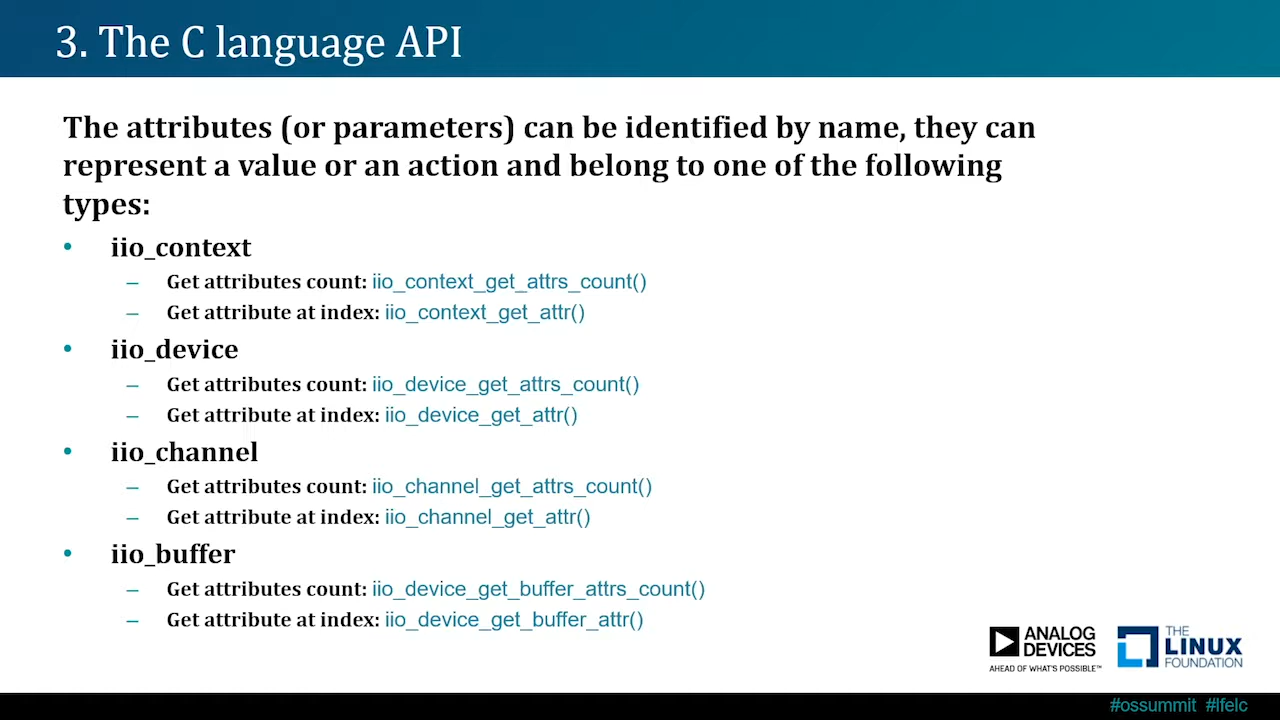 3. The C language API
The attributes (or parameters) can be identified by name, they can
represent a value or an action and belong to one of the following
types:
• iio_context
– Get attributes count: iio_context_get_attrs_count()
– Get attribute at index: iio_context_get_attr()
• iio_device
– Get attributes count: iio_device_get_attrs_count()
– Get attribute at index: iio_device_get_attr()
• iio_channel
– Get attributes count: iio_channel_get_attrs_count()
– Get attribute at index: iio_channel_get_attr()
• iio_buffer
– Get attributes count: iio_device_get_buffer_attrs_count()
– Get attribute at index: iio_device_get_buffer_attr()
ANALOG
DEVICES
AHEAD OF WHAT'S POSSIBLE™
THE
LINUX
FOUNDATION
#ossummit #lfelc